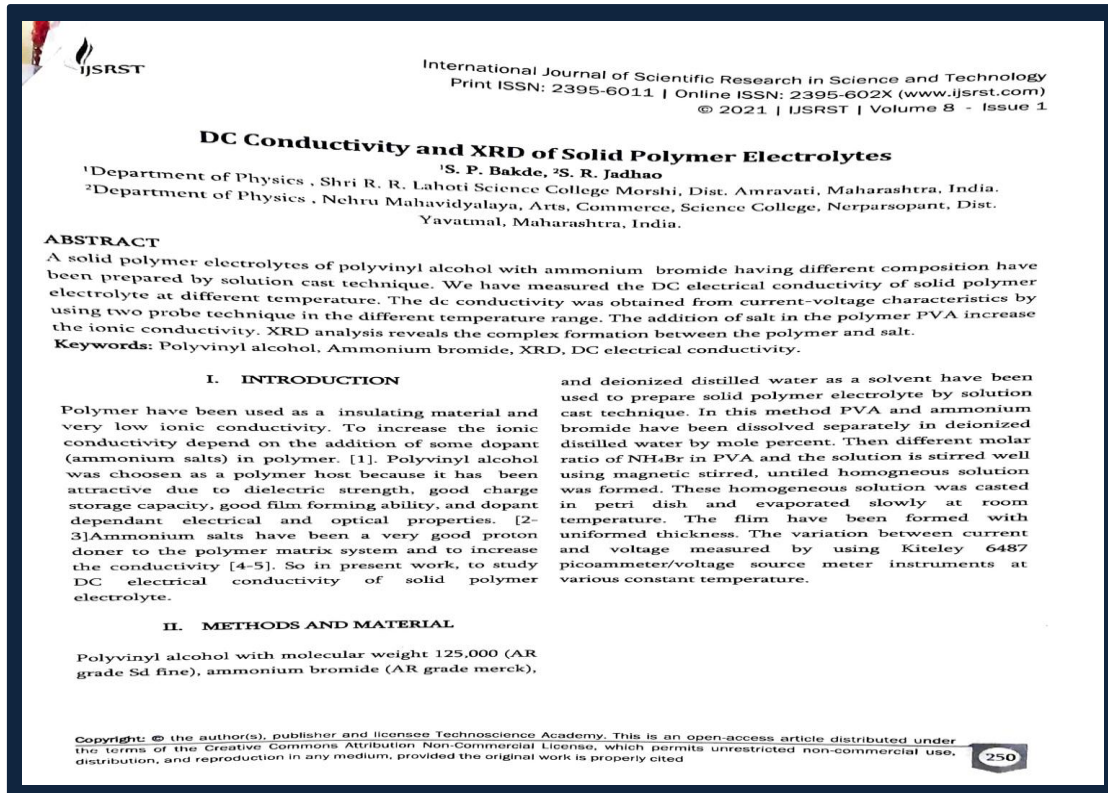 IJSRST
International Journal of Scientific Research in Science and Technology
Print ISSN: 2395-6011 | Online ISSN: 2395-602X (www.ijsrst.com)
© 2021 | IJSRST | Volume 8 - Issue 1
DC Conductivity and XRD of Solid Polymer Electrolytes
¹S. P. Bakde, ²S. R. Jadhao
¹Department of Physics , Shri R. R. Lahoti Science College Morshi, Dist. Amravati, Maharashtra, India.
²Department of Physics , Nehru Mahavidyalaya, Arts, Commerce, Science College, Nerparsopant, Dist.
Yavatmal, Maharashtra, India.
ABSTRACT
A solid polymer electrolytes of polyvinyl alcohol with ammonium bromide having different composition have
been prepared by solution cast technique. We have measured the DC electrical conductivity of solid polymer
electrolyte at different temperature. The dc conductivity was obtained from current-voltage characteristics by
using two probe technique in the different temperature range. The addition of salt in the polymer PVA increase
the ionic conductivity. XRD analysis reveals the complex formation between the polymer and salt.
Keywords: Polyvinyl alcohol, Ammonium bromide, XRD, DC electrical conductivity.
I. INTRODUCTION
Polymer have been used as a insulating material and
very low ionic conductivity. To increase the ionic
conductivity depend on the addition of some dopant
(ammonium salts) in polymer. [1]. Polyvinyl alcohol
was choosen as a polymer host because it has been
attractive due to dielectric strength, good charge
storage capacity, good film forming ability, and dopant
dependant electrical and optical properties. [2-
3]Ammonium salts have been a very good proton
doner to the polymer matrix system and to increase
the conductivity [4-5]. So in present work, to study
DC electrical conductivity of solid polymer
electrolyte.
II. METHODS AND MATERIAL
Polyvinyl alcohol with molecular weight 125,000 (AR
grade Sd fine), ammonium bromide (AR grade merck),
and deionized distilled water as a solvent have been
used to prepare solid polymer electrolyte by solution
cast technique. In this method PVA and ammonium
bromide have been dissolved separately in deionized
distilled water by mole percent. Then different molar
ratio of NH₄Br in PVA and the solution is stirred well
using magnetic stirred, untiled homogneous solution
was formed. These homogeneous solution was casted
in petri dish and evaporated slowly at room
temperature. The flim have been formed with
uniformed thickness. The variation between current
and voltage measured by using Kiteley 6487
picoammeter/voltage source meter instruments at
various constant temperature.
Copyright: © the author(s), publisher and licensee Technoscience Academy. This is an open-access article distributed under
the terms of the Creative Commons Attribution Non-Commercial License, which permits unrestricted non-commercial use,
distribution, and reproduction in any medium, provided the original work is properly cited
250